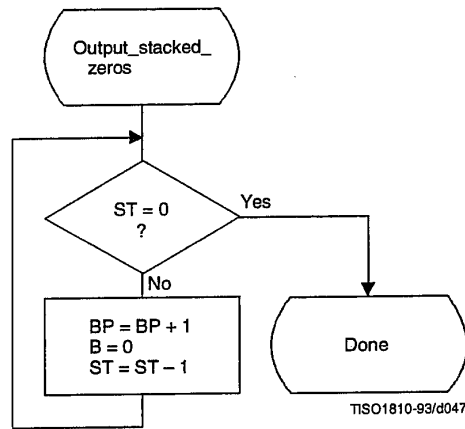 Output_stacked_
zeros
ST = 0
?
Yes
No
BP = BP + 1
B = 0
ST = ST – 1
Done
TISO1810-93/d047